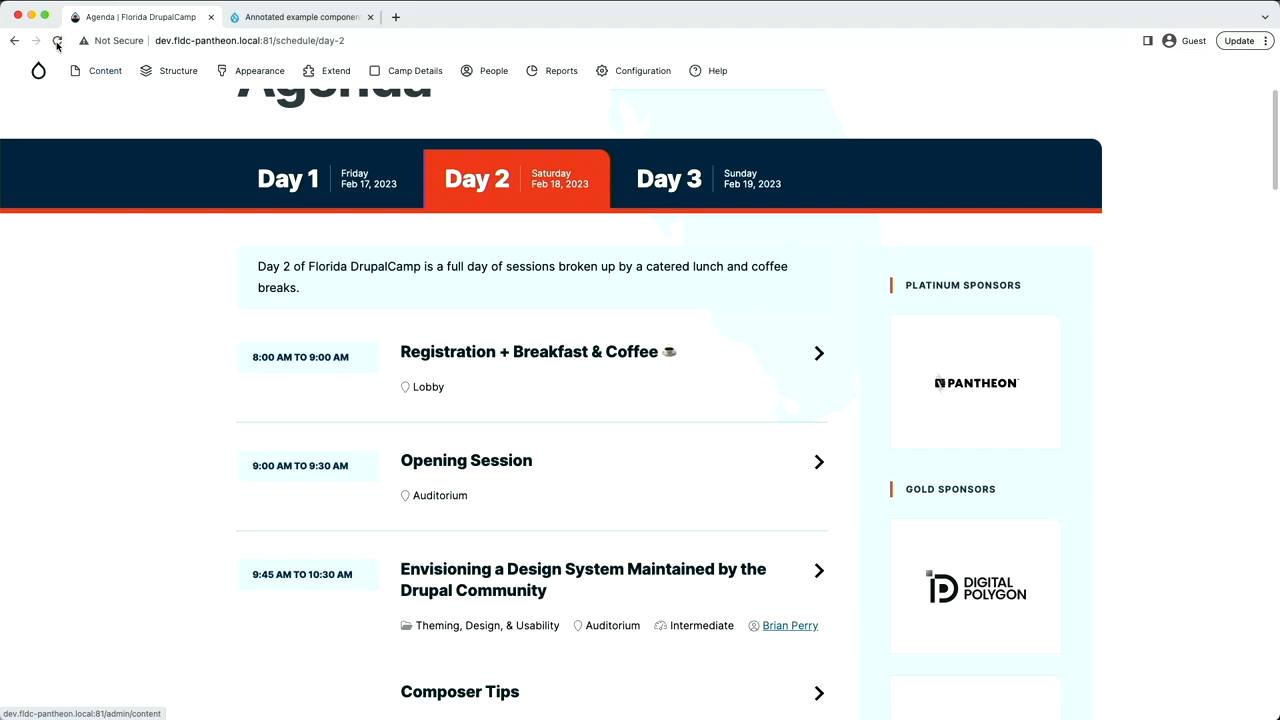 Agenda | Florida DrupalCamp
Annotated example componen
Not Secure
dev.fldc-pantheon.local:81/schedule/day-2
Guest
Update
Content
Structure
Appearance
Extend
Camp Details
People
Reports
Configuration
Help
Agenda
Day 1
Friday
Feb 17, 2023
Day 2
Saturday
Feb 18, 2023
Day 3
Sunday
Feb 19, 2023
Day 2 of Florida DrupalCamp is a full day of sessions broken up by a catered lunch and coffee
breaks.
8:00 AM TO 9:00 AM
Registration + Breakfast & Coffee ☕
Lobby
9:00 AM TO 9:30 AM
Opening Session
Auditorium
9:45 AM TO 10:30 AM
Envisioning a Design System Maintained by the
Drupal Community
Theming, Design, & Usability
Auditorium
Intermediate
Brian Perry
Composer Tips
PLATINUM SPONSORS
PANTHEON
GOLD SPONSORS
DIGITAL
POLYGON
dev.fldc-pantheon.local:81/admin/content